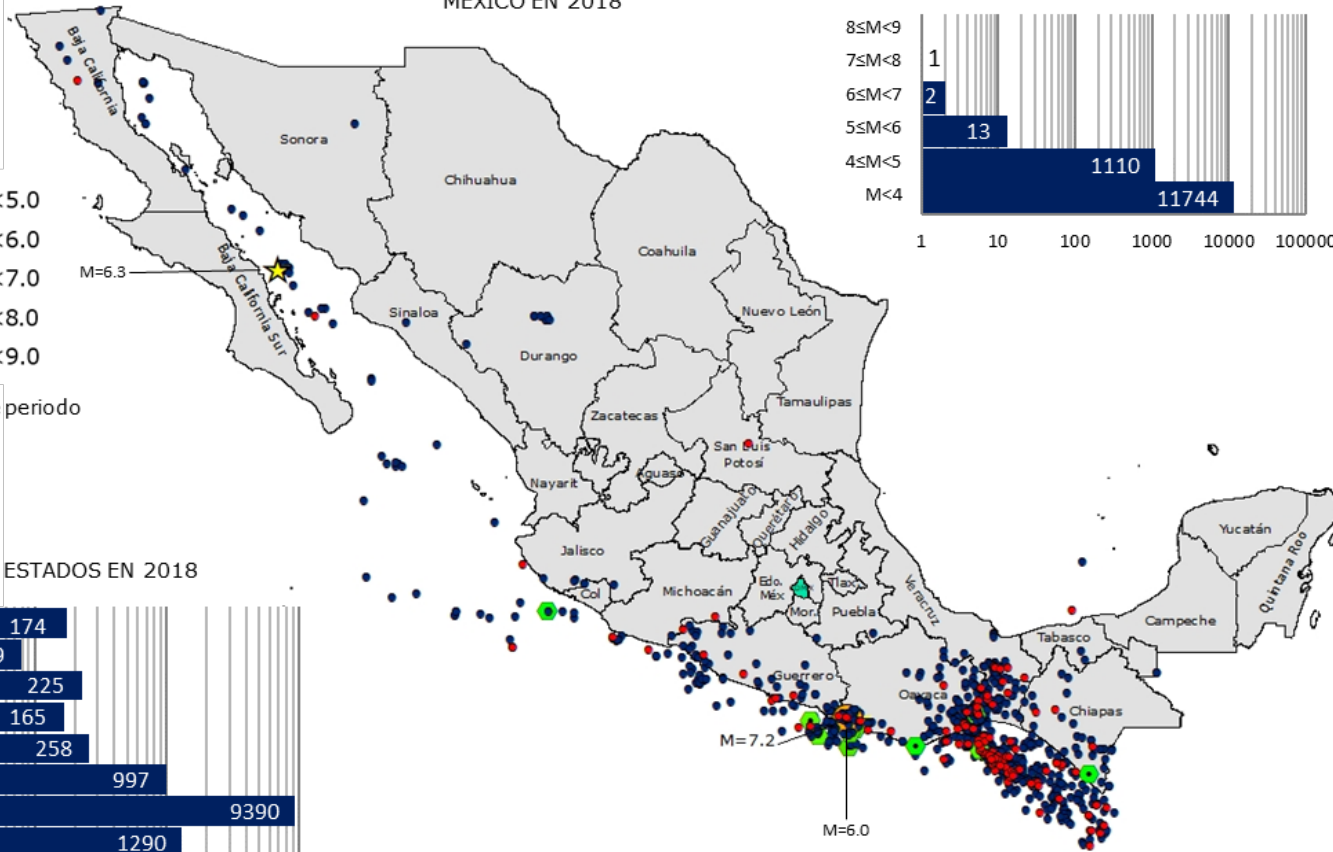 MÉXICO EN 2018
8≤M<9
7≤M<8
1
6≤M<7
2
5≤M<6
13
4≤M<5
1110
M<4
11744
1
10
100
1000
10000
100000
<5.0
<6.0
<7.0
<8.0
<9.0
periodo
Baja California
Sonora
Chihuahua
Coahuila
M=6.3
Baja California Sur
Sinaloa
Nuevo León
Durango
Tamaulipas
Zacatecas
San Luis
Potosí
Aguasc
Nayarit
Guanajuato
Querétaro
Hidalgo
Yucatán
Quintana Roo
Jalisco
Col
Michoacán
Edo.
Méx
Tlax.
Mor.
Puebla
Veracruz
Campeche
Tabasco
Guerrero
Oaxaca
Chiapas
M=7.2
M=6.0
ESTADOS EN 2018
174
9
225
165
258
997
9390
1290